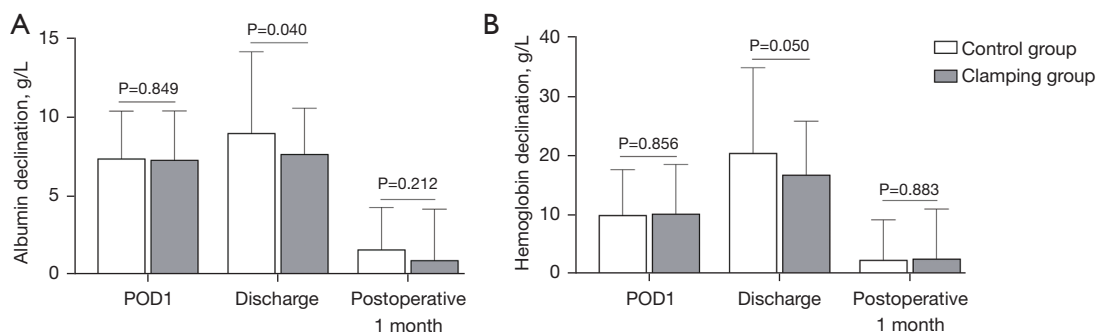 A
Albumin declination, g/L
15
10
5
0
P=0.849
P=0.040
P=0.212
POD1
Discharge
Postoperative
1 month
B
Hemoglobin declination, g/L
40
30
20
10
0
P=0.856
P=0.050
P=0.883
POD1
Discharge
Postoperative
1 month
Control group
Clamping group